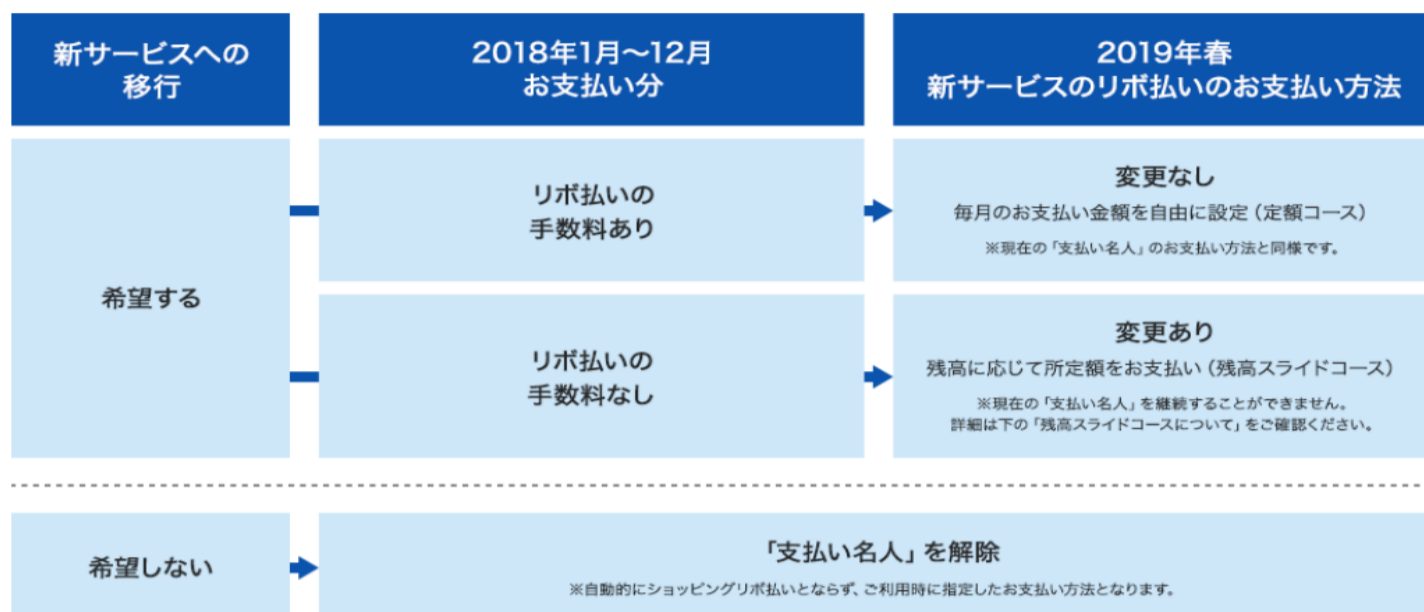 新サービスへの
移行
2018年1月〜12月
お支払い分
2019年春
新サービスのリボ払いのお支払い方法
希望する
リボ払いの
手数料あり
変更なし
毎月のお支払い金額を自由に設定（定額コース）
※現在の「支払い名人」のお支払い方法と同様です。
リボ払いの
手数料なし
変更あり
残高に応じて所定額をお支払い（残高スライドコース）
※現在の「支払い名人」を継続することができません。
詳細は下の「残高スライドコースについて」をご確認ください。
希望しない
「支払い名人」を解除
※自動的にショッピングリボ払いとならず、ご利用時に指定したお支払い方法となります。